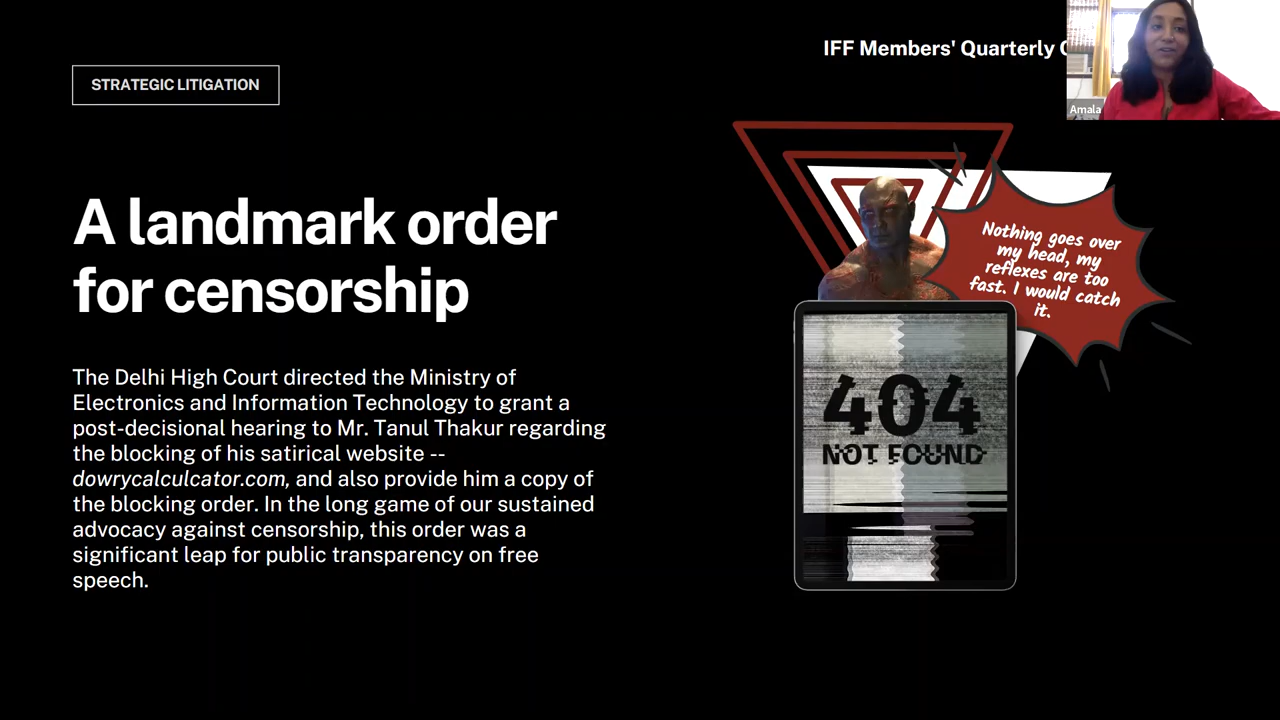 IFF Members' Quarterly
Amala
STRATEGIC LITIGATION
A landmark order
for censorship
The Delhi High Court directed the Ministry of
Electronics and Information Technology to grant a
post-decisional hearing to Mr. Tanul Thakur regarding
the blocking of his satirical website --
dowrycalculcator.com, and also provide him a copy of
the blocking order. In the long game of our sustained
advocacy against censorship, this order was a
significant leap for public transparency on free
speech.
Nothing goes over
my head, my
reflexes are too
fast. I would catch
it.
404
NOT FOUND